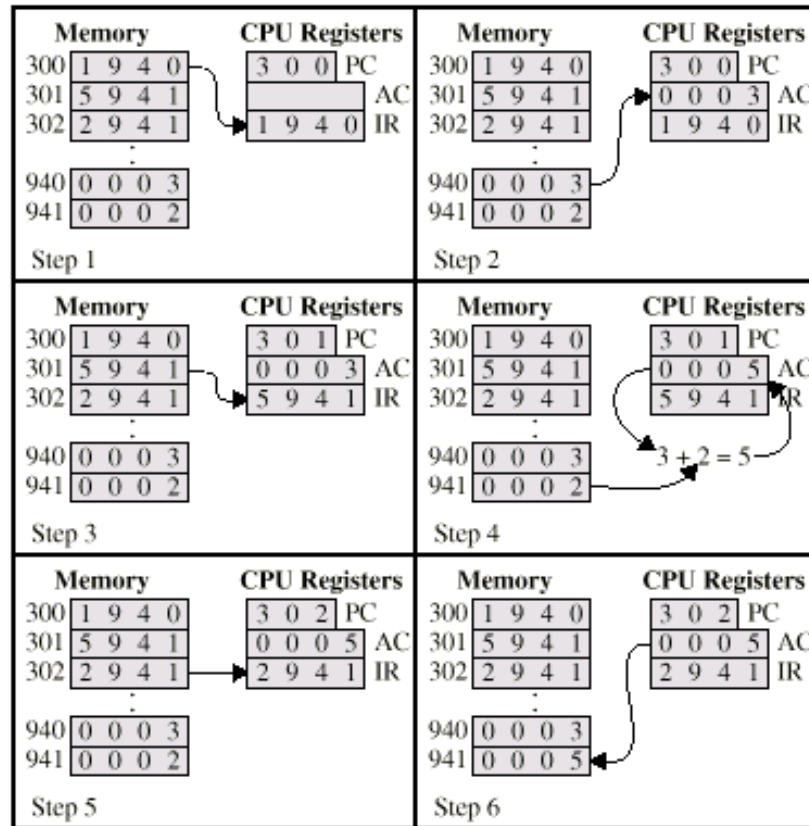 Memory CPU Registers
300 1 9 4 0 3 0 0 PC
301 5 9 4 1 AC
302 2 9 4 1 1 9 4 0 IR
:
940 0 0 0 3
941 0 0 0 2
Step 1
Memory CPU Registers
300 1 9 4 0 3 0 0 PC
301 5 9 4 1 0 0 0 3 AC
302 2 9 4 1 1 9 4 0 IR
:
940 0 0 0 3
941 0 0 0 2
Step 2
Memory CPU Registers
300 1 9 4 0 3 0 1 PC
301 5 9 4 1 0 0 0 3 AC
302 2 9 4 1 5 9 4 1 IR
:
940 0 0 0 3
941 0 0 0 2
Step 3
Memory CPU Registers
300 1 9 4 0 3 0 1 PC
301 5 9 4 1 0 0 0 5 AC
302 2 9 4 1 5 9 4 1 IR
:
940 0 0 0 3 3 + 2 = 5
941 0 0 0 2
Step 4
Memory CPU Registers
300 1 9 4 0 3 0 2 PC
301 5 9 4 1 0 0 0 5 AC
302 2 9 4 1 2 9 4 1 IR
:
940 0 0 0 3
941 0 0 0 2
Step 5
Memory CPU Registers
300 1 9 4 0 3 0 2 PC
301 5 9 4 1 0 0 0 5 AC
302 2 9 4 1 2 9 4 1 IR
:
940 0 0 0 3
941 0 0 0 5
Step 6